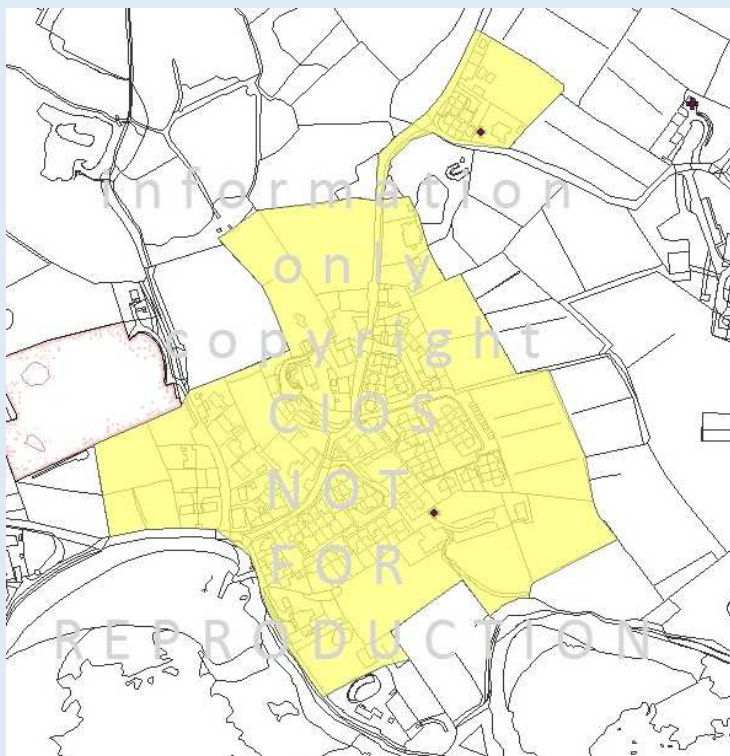 Information
only
copyright
CIOS
NOT
FOR
REPRODUCTION